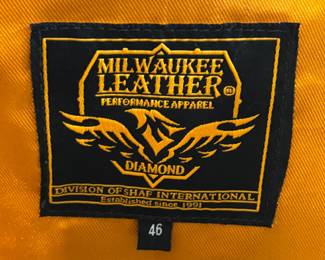 MILWAUKEE
LEATHER
PERFORMANCE APPAREL
DIAMOND
DIVISION OF SHAF INTERNATIONAL
Established since 1991
46